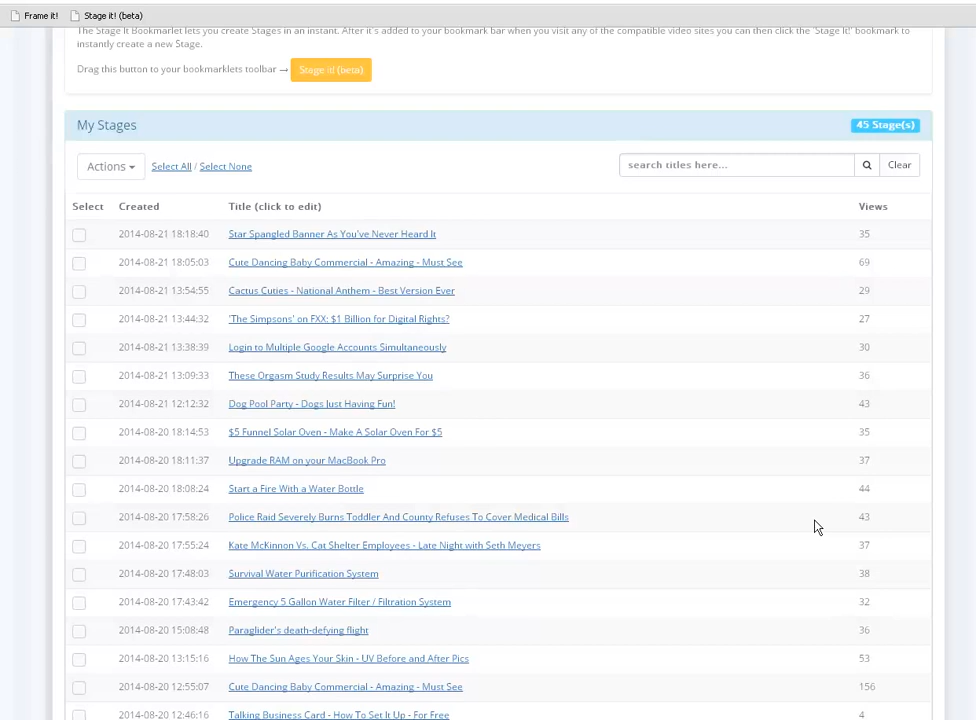 Frame it! Stage it! (beta)
The Stage It Bookmarlet lets you create Stages in an instant. After it's added to your bookmark bar when you visit any of the compatible video sites you can then click the 'Stage It!' bookmark to
instantly create a new Stage.
Drag this button to your bookmarklets toolbar → Stage it! (beta)
My Stages 45 Stage(s)
Actions Select All / Select None search titles here... Clear
Select Created Title (click to edit) Views
2014-08-21 18:18:40 Star Spangled Banner As You've Never Heard It 35
2014-08-21 18:05:03 Cute Dancing Baby Commercial - Amazing - Must See 69
2014-08-21 13:54:55 Cactus Cuties - National Anthem - Best Version Ever 29
2014-08-21 13:44:32 'The Simpsons' on FXX: $1 Billion for Digital Rights? 27
2014-08-21 13:38:39 Login to Multiple Google Accounts Simultaneously 30
2014-08-21 13:09:33 These Orgasm Study Results May Surprise You 36
2014-08-21 12:12:32 Dog Pool Party - Dogs Just Having Fun! 43
2014-08-20 18:14:53 $5 Funnel Solar Oven - Make A Solar Oven For $5 35
2014-08-20 18:11:37 Upgrade RAM on your MacBook Pro 37
2014-08-20 18:08:24 Start a Fire With a Water Bottle 44
2014-08-20 17:58:26 Police Raid Severely Burns Toddler And County Refuses To Cover Medical Bills 43
2014-08-20 17:55:24 Kate McKinnon Vs. Cat Shelter Employees - Late Night with Seth Meyers 37
2014-08-20 17:48:03 Survival Water Purification System 38
2014-08-20 17:43:42 Emergency 5 Gallon Water Filter / Filtration System 32
2014-08-20 15:08:48 Paraglider's death-defying flight 36
2014-08-20 13:15:16 How The Sun Ages Your Skin - UV Before and After Pics 53
2014-08-20 12:55:07 Cute Dancing Baby Commercial - Amazing - Must See 156
2014-08-20 12:46:16 Talking Business Card - How To Set It Up - For Free 4